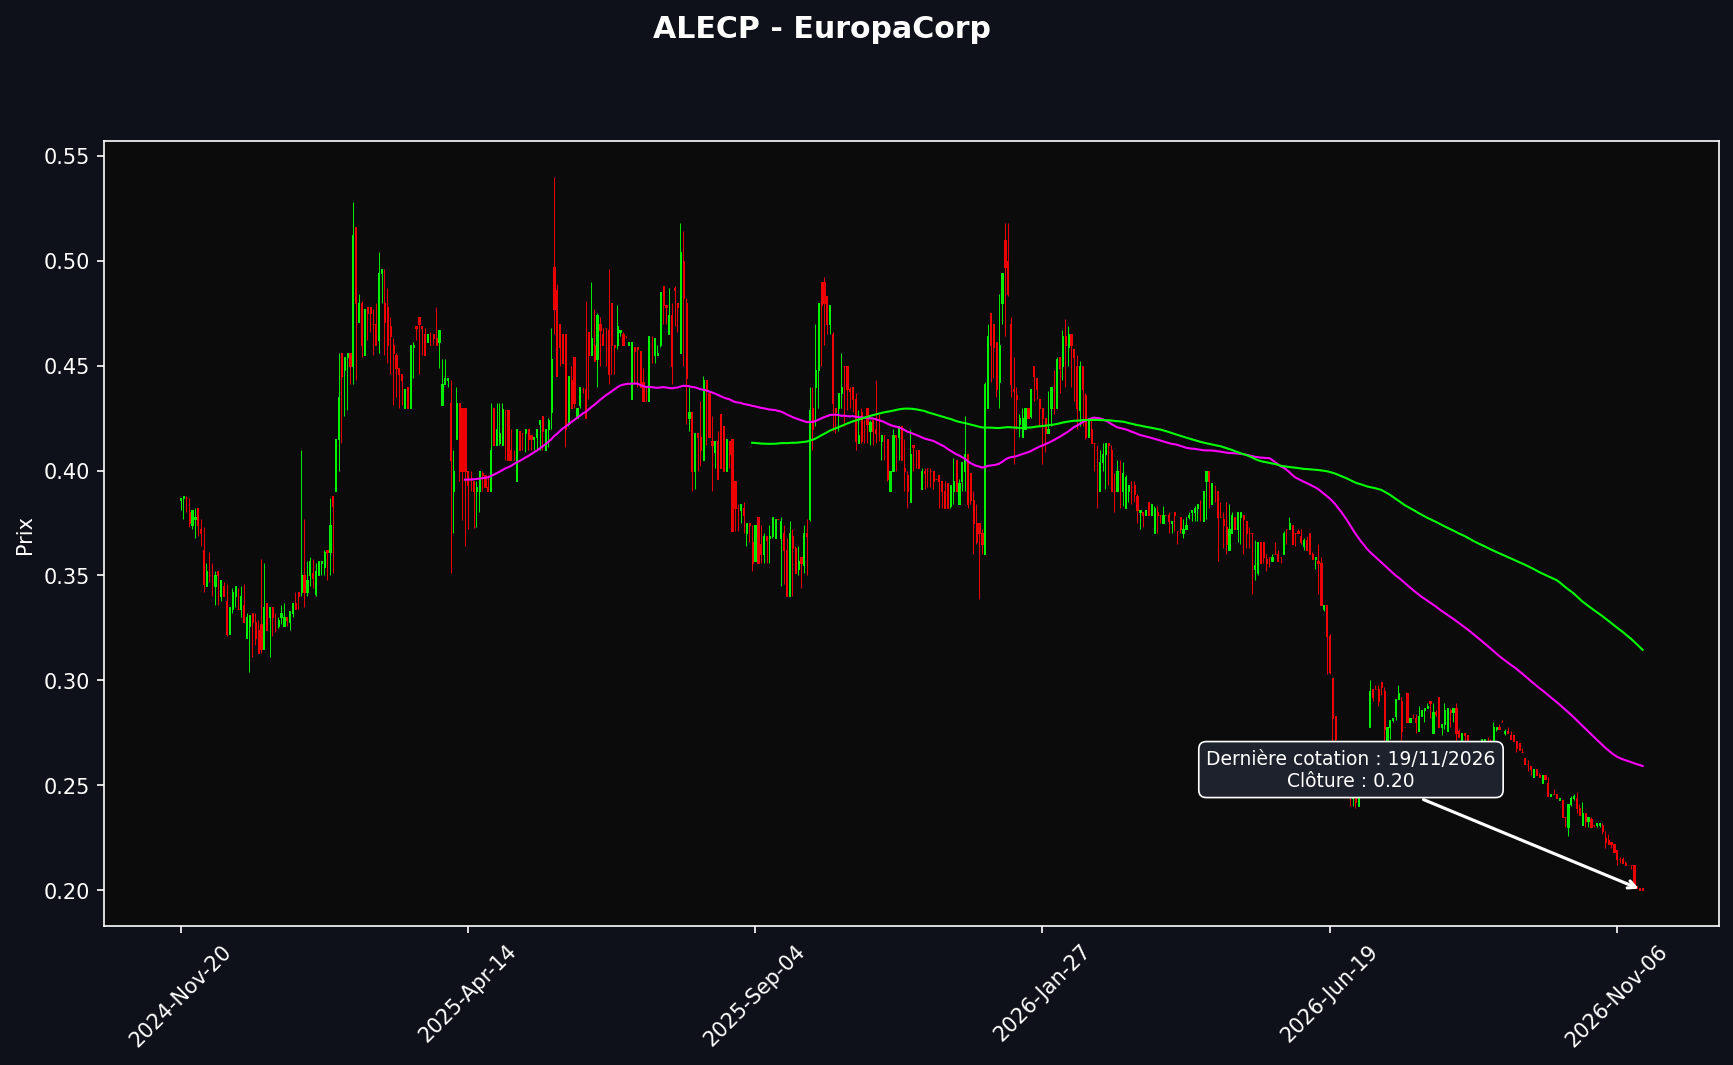 ALECP - EuropaCorp
Prix
0.55
0.50
0.45
0.40
0.35
0.30
0.25
0.20
Dernière cotation : 19/11/2026
Clôture : 0.20
2024-Nov-20
2025-Apr-14
2025-Sep-04
2026-Jan-27
2026-Jun-19
2026-Nov-06